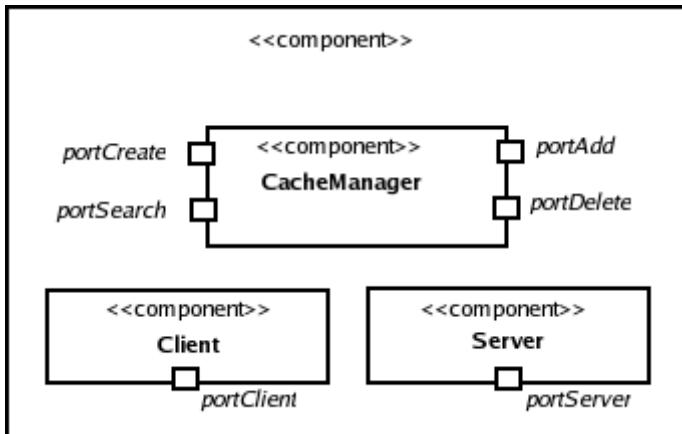 <<component>>
portCreate
<<component>>
portAdd
CacheManager
portSearch
portDelete
<<component>>
Client
portClient
<<component>>
Server
portServer